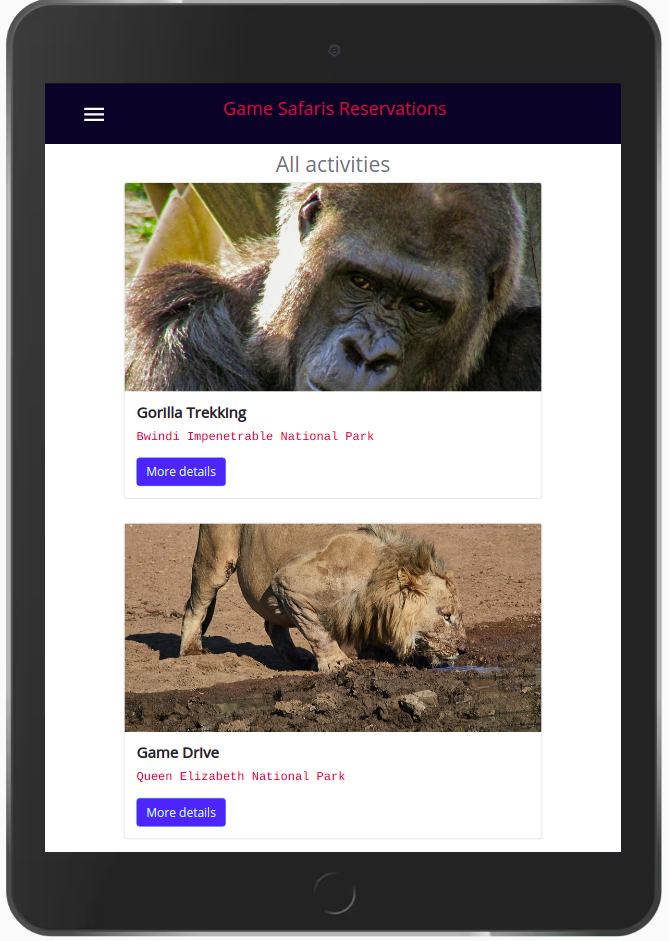 Game Safaris Reservations
All activities
Gorilla Trekking
Bwindi Impenetrable National Park
More details
Game Drive
Queen Elizabeth National Park
More details